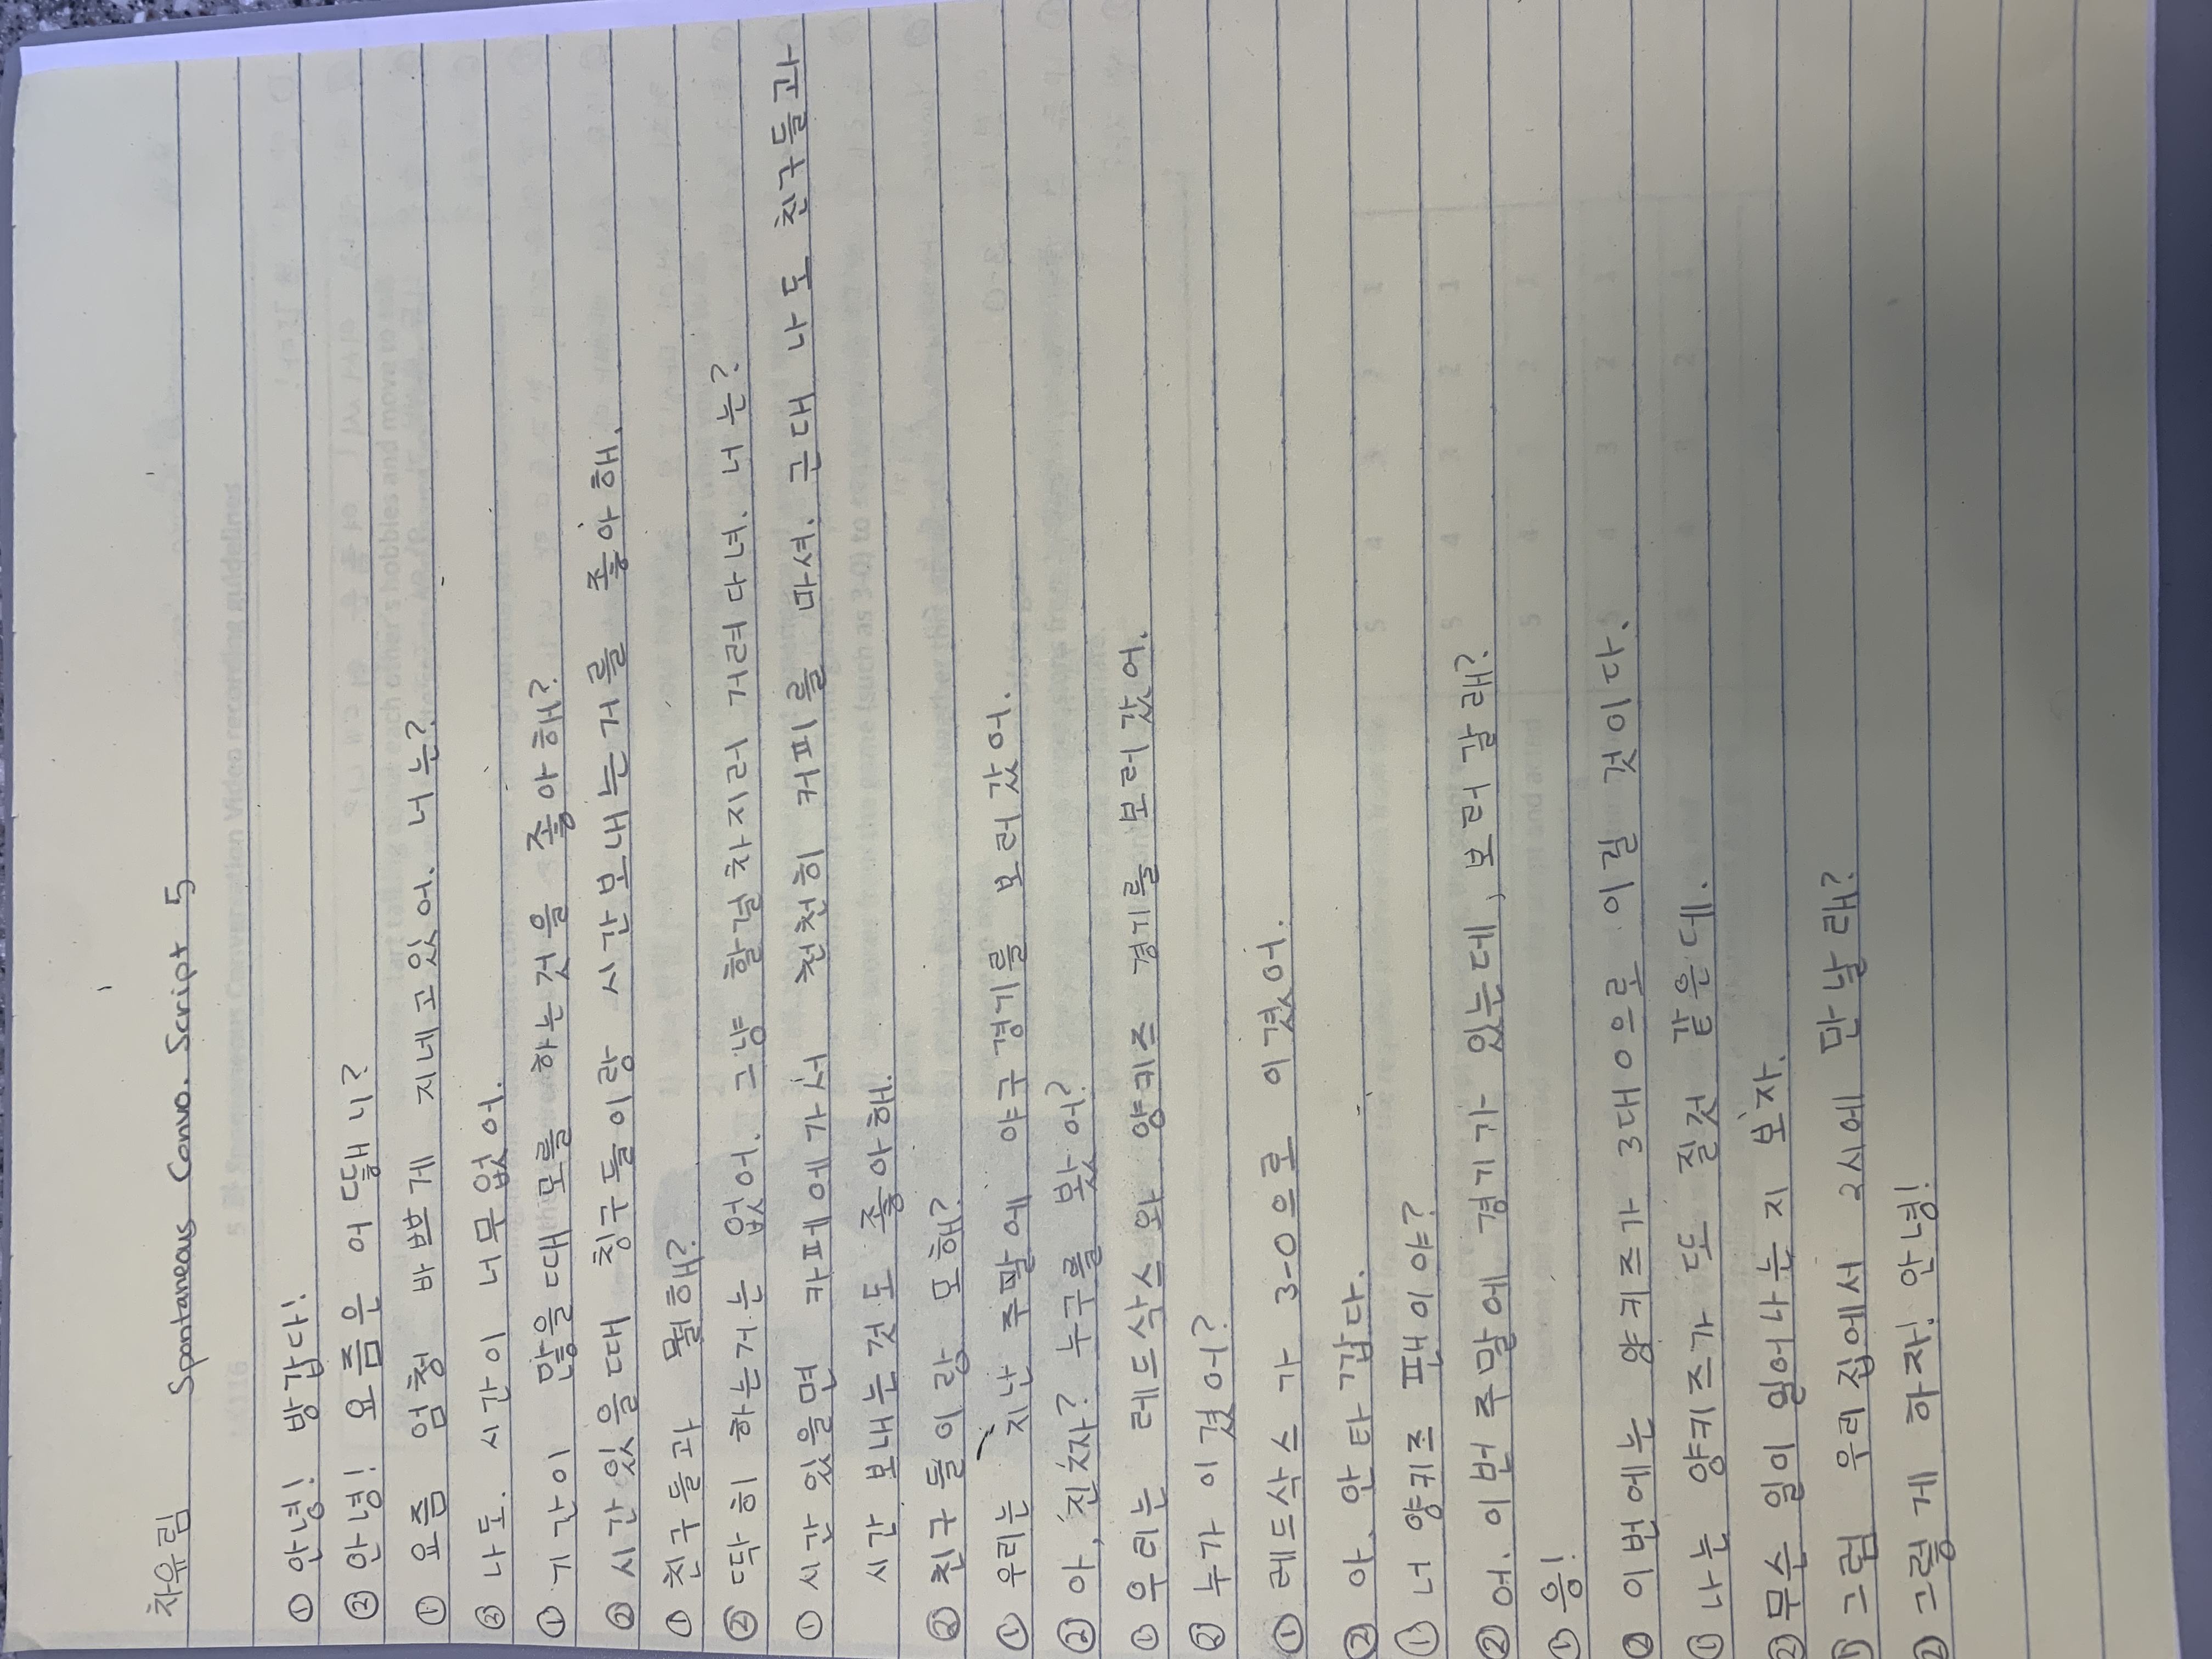 차유림 Spontaneous Convo. Script 5
① 안녕! 방갑다!
② 안녕! 요즘은 어떻니?
① 요즘 엄청 바쁘게 지네고있어. 너는?
② 나도. 시간이 너무없어.
① 기간이 많을때 모를 하는것을 좋아해?
② 시간있을때 칭구들이랑 시간보내는거를 좋아해.
① 친구들과 뭘해?
② 딱히 하는거는 없어. 그냥 할걸차지러 거려다녀. 너는?
① 시간있을면 카페에가서 천천히 커피를 마셔. 근대 나도 친구들과
시간 보내는것도 좋아해.
② 친구들이랑 모해?
① 우리는 지난주말에 야구경기를 보러갔어.
② 아, 진짜? 누구를 봤어?
① 우리는 레드삭스와 양키즈 경기를 보러갔어.
② 누가 이겼어?
① 레드삭스가 3-0으로 이겼어.
② 아. 안타깝다.
① 너 양키즈 팬이야?
② 어. 이번주말에 경기가 있는데, 보러갈래?
① 응!
② 이번에는 양키즈가 3대0으로 이길 것이다.
① 나는 양키즈가 또 질것 같은데.
② 무슨 일이 일어나는지 보자.
① 그럼 우리집에서 2시에 만날래?
② 그렇게 하자! 안녕!